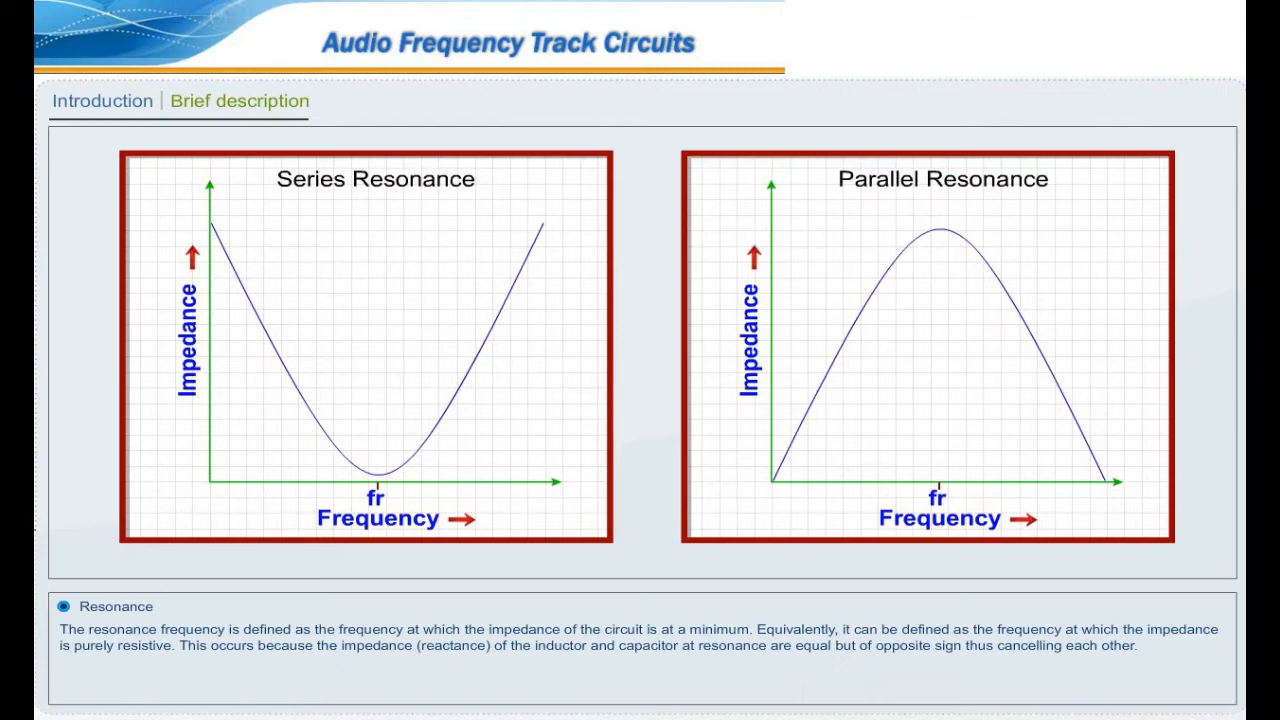 Audio Frequency Track Circuits
Introduction | Brief description
Series Resonance
Impedance
fr
Frequency
Parallel Resonance
Impedance
fr
Frequency
Resonance
The resonance frequency is defined as the frequency at which the impedance of the circuit is at a minimum. Equivalently, it can be defined as the frequency at which the impedance
is purely resistive. This occurs because the impedance (reactance) of the inductor and capacitor at resonance are equal but of opposite sign thus cancelling each other.